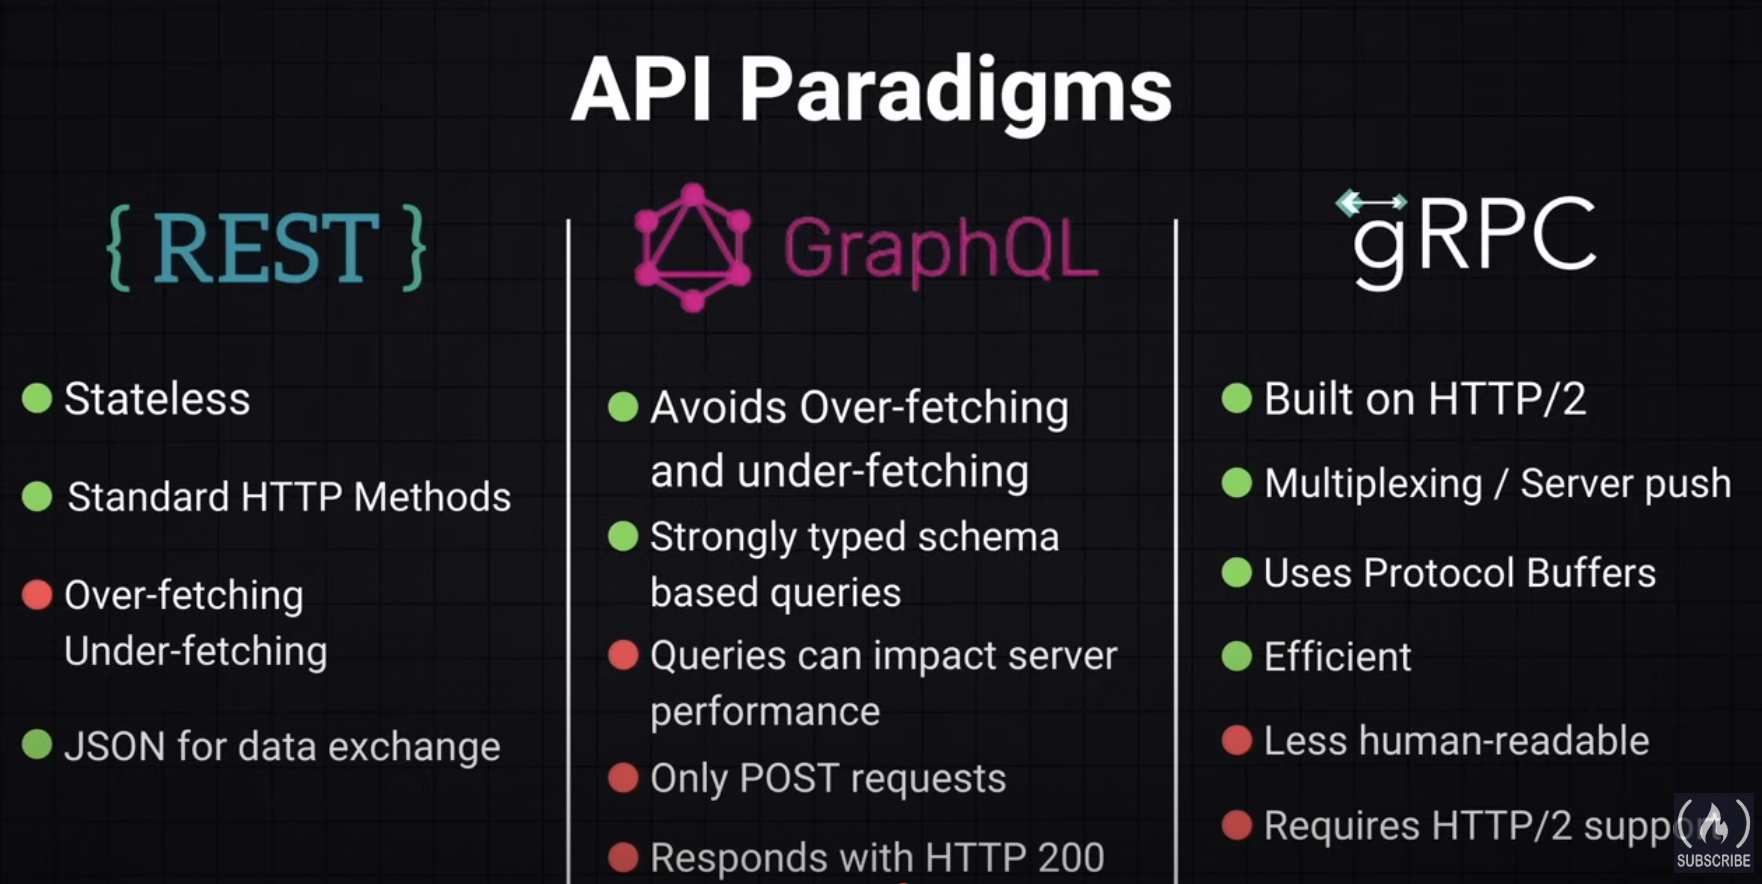 API Paradigms
{ REST }
Stateless
Standard HTTP Methods
Over-fetching
Under-fetching
JSON for data exchange
GraphQL
Avoids Over-fetching
and under-fetching
Strongly typed schema
based queries
Queries can impact server
performance
Only POST requests
Responds with HTTP 200
gRPC
Built on HTTP/2
Multiplexing / Server push
Uses Protocol Buffers
Efficient
Less human-readable
Requires HTTP/2 support
SUBSCRIBE